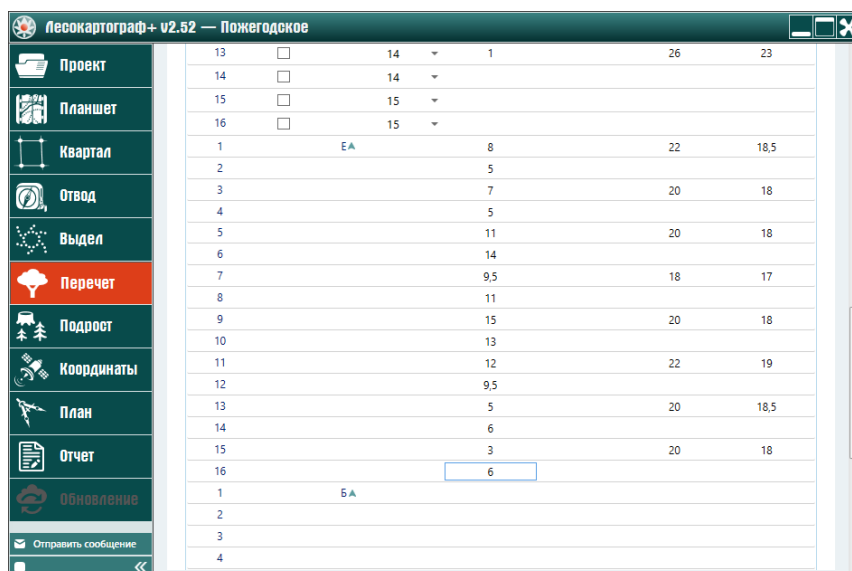 Лесокартограф+ v2.52 — Пожегодское
Проект
Планшет
Квартал
Отвод
Выдел
Перечет
Подрост
Координаты
План
Отчет
Обновление
Отправить сообщение
13 14 1 26 23
14 14
15 15
16 15
1 Е 8 22 18,5
2 5
3 7 20 18
4 5
5 11 20 18
6 14
7 9,5 18 17
8 11
9 15 20 18
10 13
11 12 22 19
12 9,5
13 5 20 18,5
14 6
15 3 20 18
16 6
1 Б
2
3
4